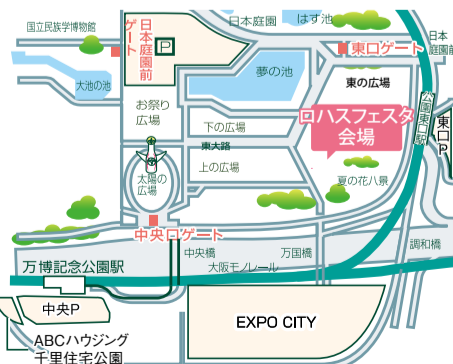 国立民族学博物館
日本庭園前
ゲート
P
日本庭園
はす池
日本
庭園前
東口ゲート
大池の池
夢の池
東の広場
公園東口駅
お祭り
広場
ロハスフェスタ
会場
東口P
下の広場
東大路
上の広場
太陽の
広場
夏の花八景
中央口ゲート
中央橋
万国橋
調和橋
万博記念公園駅
大阪モノレール
中央P
EXPO CITY
ABCハウジング
千里住宅公園